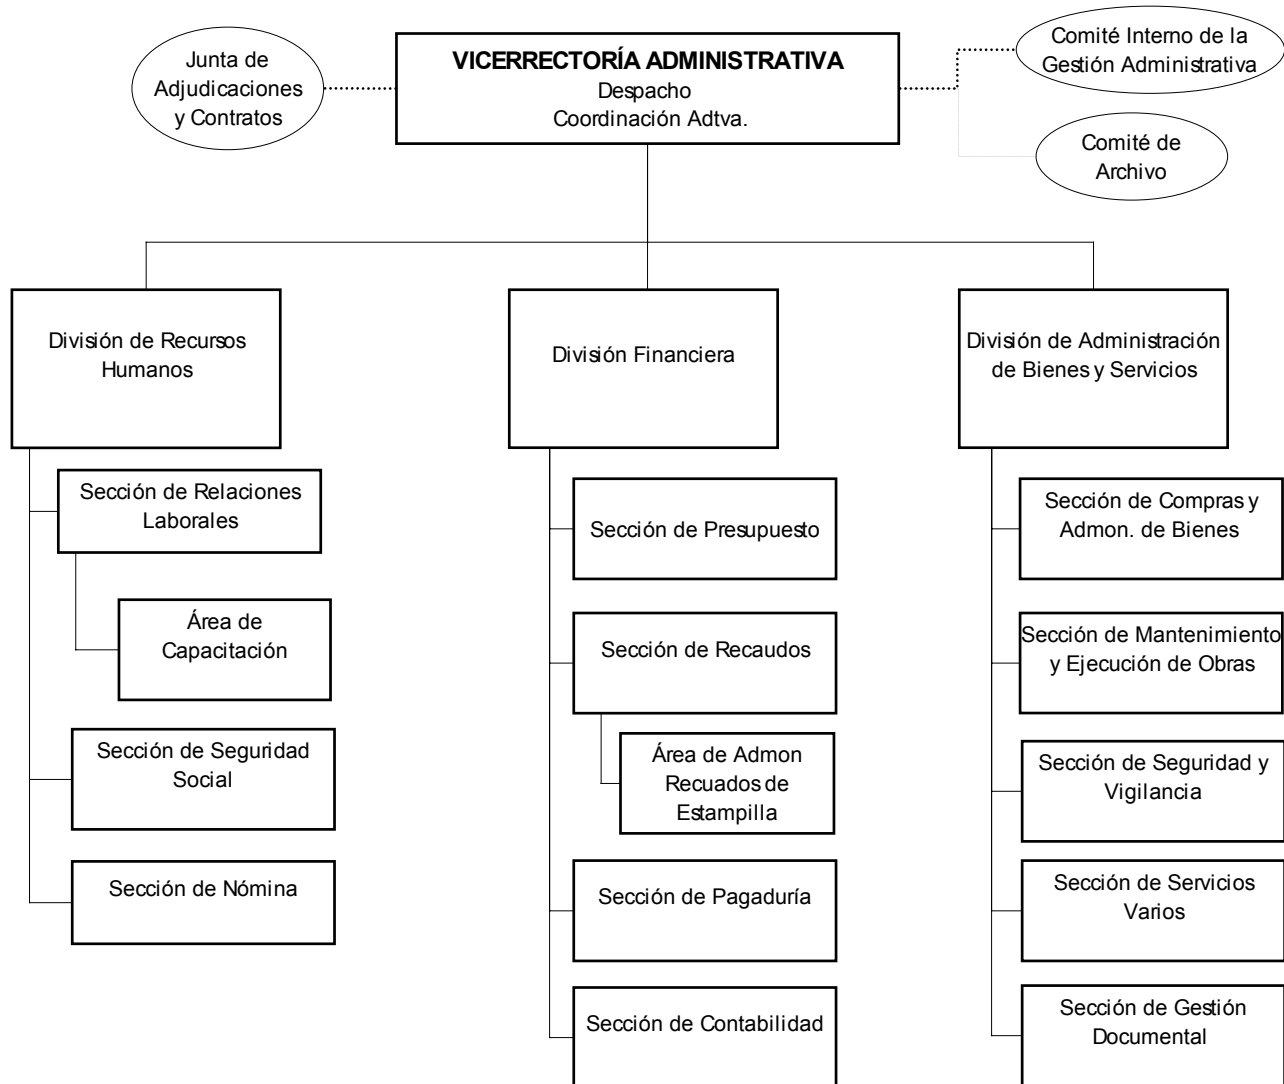 Junta de
Adjudicaciones
y Contratos
VICERRECTORÍA ADMINISTRATIVA
Despacho
Coordinación Adtva.
Comité Interno de la
Gestión Administrativa
Comité de
Archivo
División de Recursos
Humanos
División Financiera
División de Administración
de Bienes y Servicios
Sección de Relaciones
Laborales
Área de
Capacitación
Sección de Seguridad
Social
Sección de Nómina
Sección de Presupuesto
Sección de Recaudos
Área de Admon
Recuados de
Estampilla
Sección de Pagaduría
Sección de Contabilidad
Sección de Compras y
Admon. de Bienes
Sección de Mantenimiento
y Ejecución de Obras
Sección de Seguridad y
Vigilancia
Sección de Servicios
Varios
Sección de Gestión
Documental